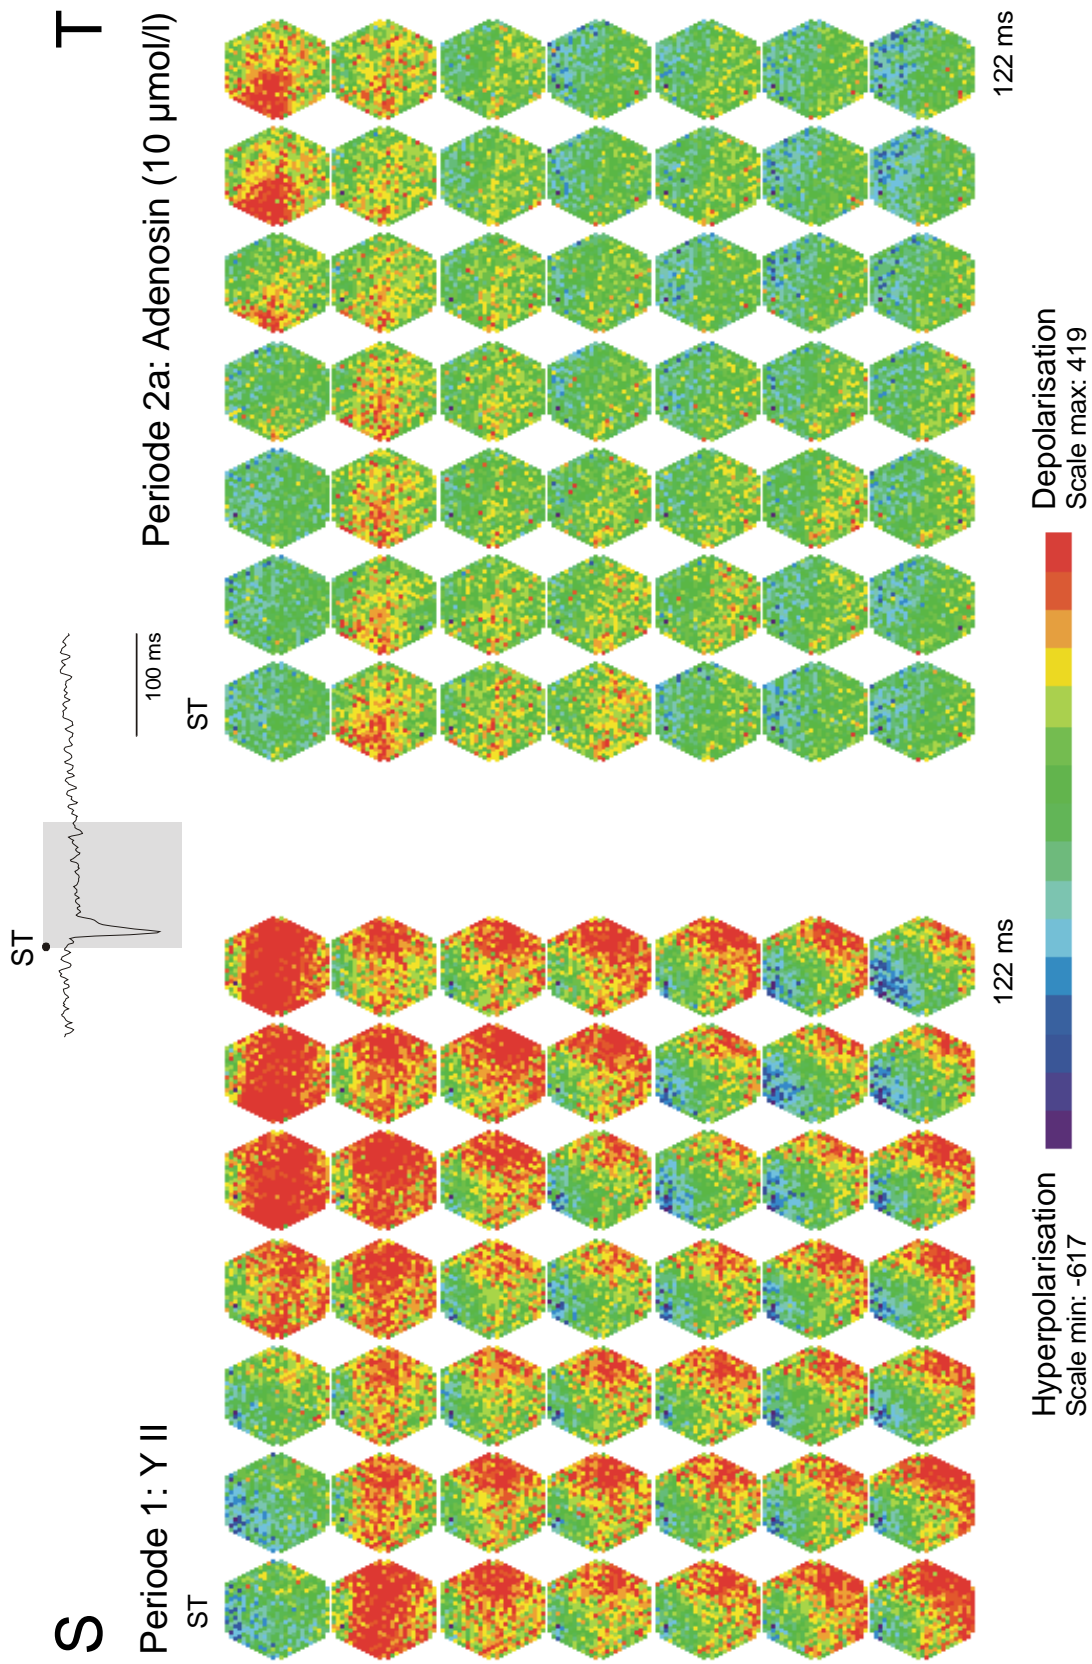 S
Periode 1: Y II
ST
122 ms
ST
100 ms
T
Periode 2a: Adenosin (10 µmol/l)
ST
122 ms
Hyperpolarisation
Scale min: -617
Depolarisation
Scale max: 419